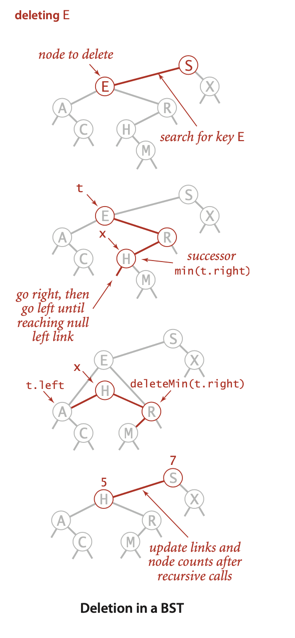 deleting E
node to delete
S
E
X
A
R
C
H
M
search for key E
t
S
E
X
x
A
R
H
successor
min(t.right)
C
M
go right, then
go left until
reaching null
left link
S
E
X
x
t.left
H
deleteMin(t.right)
A
R
C
M
5
7
S
H
X
A
R
C
M
update links and
node counts after
recursive calls
Deletion in a BST